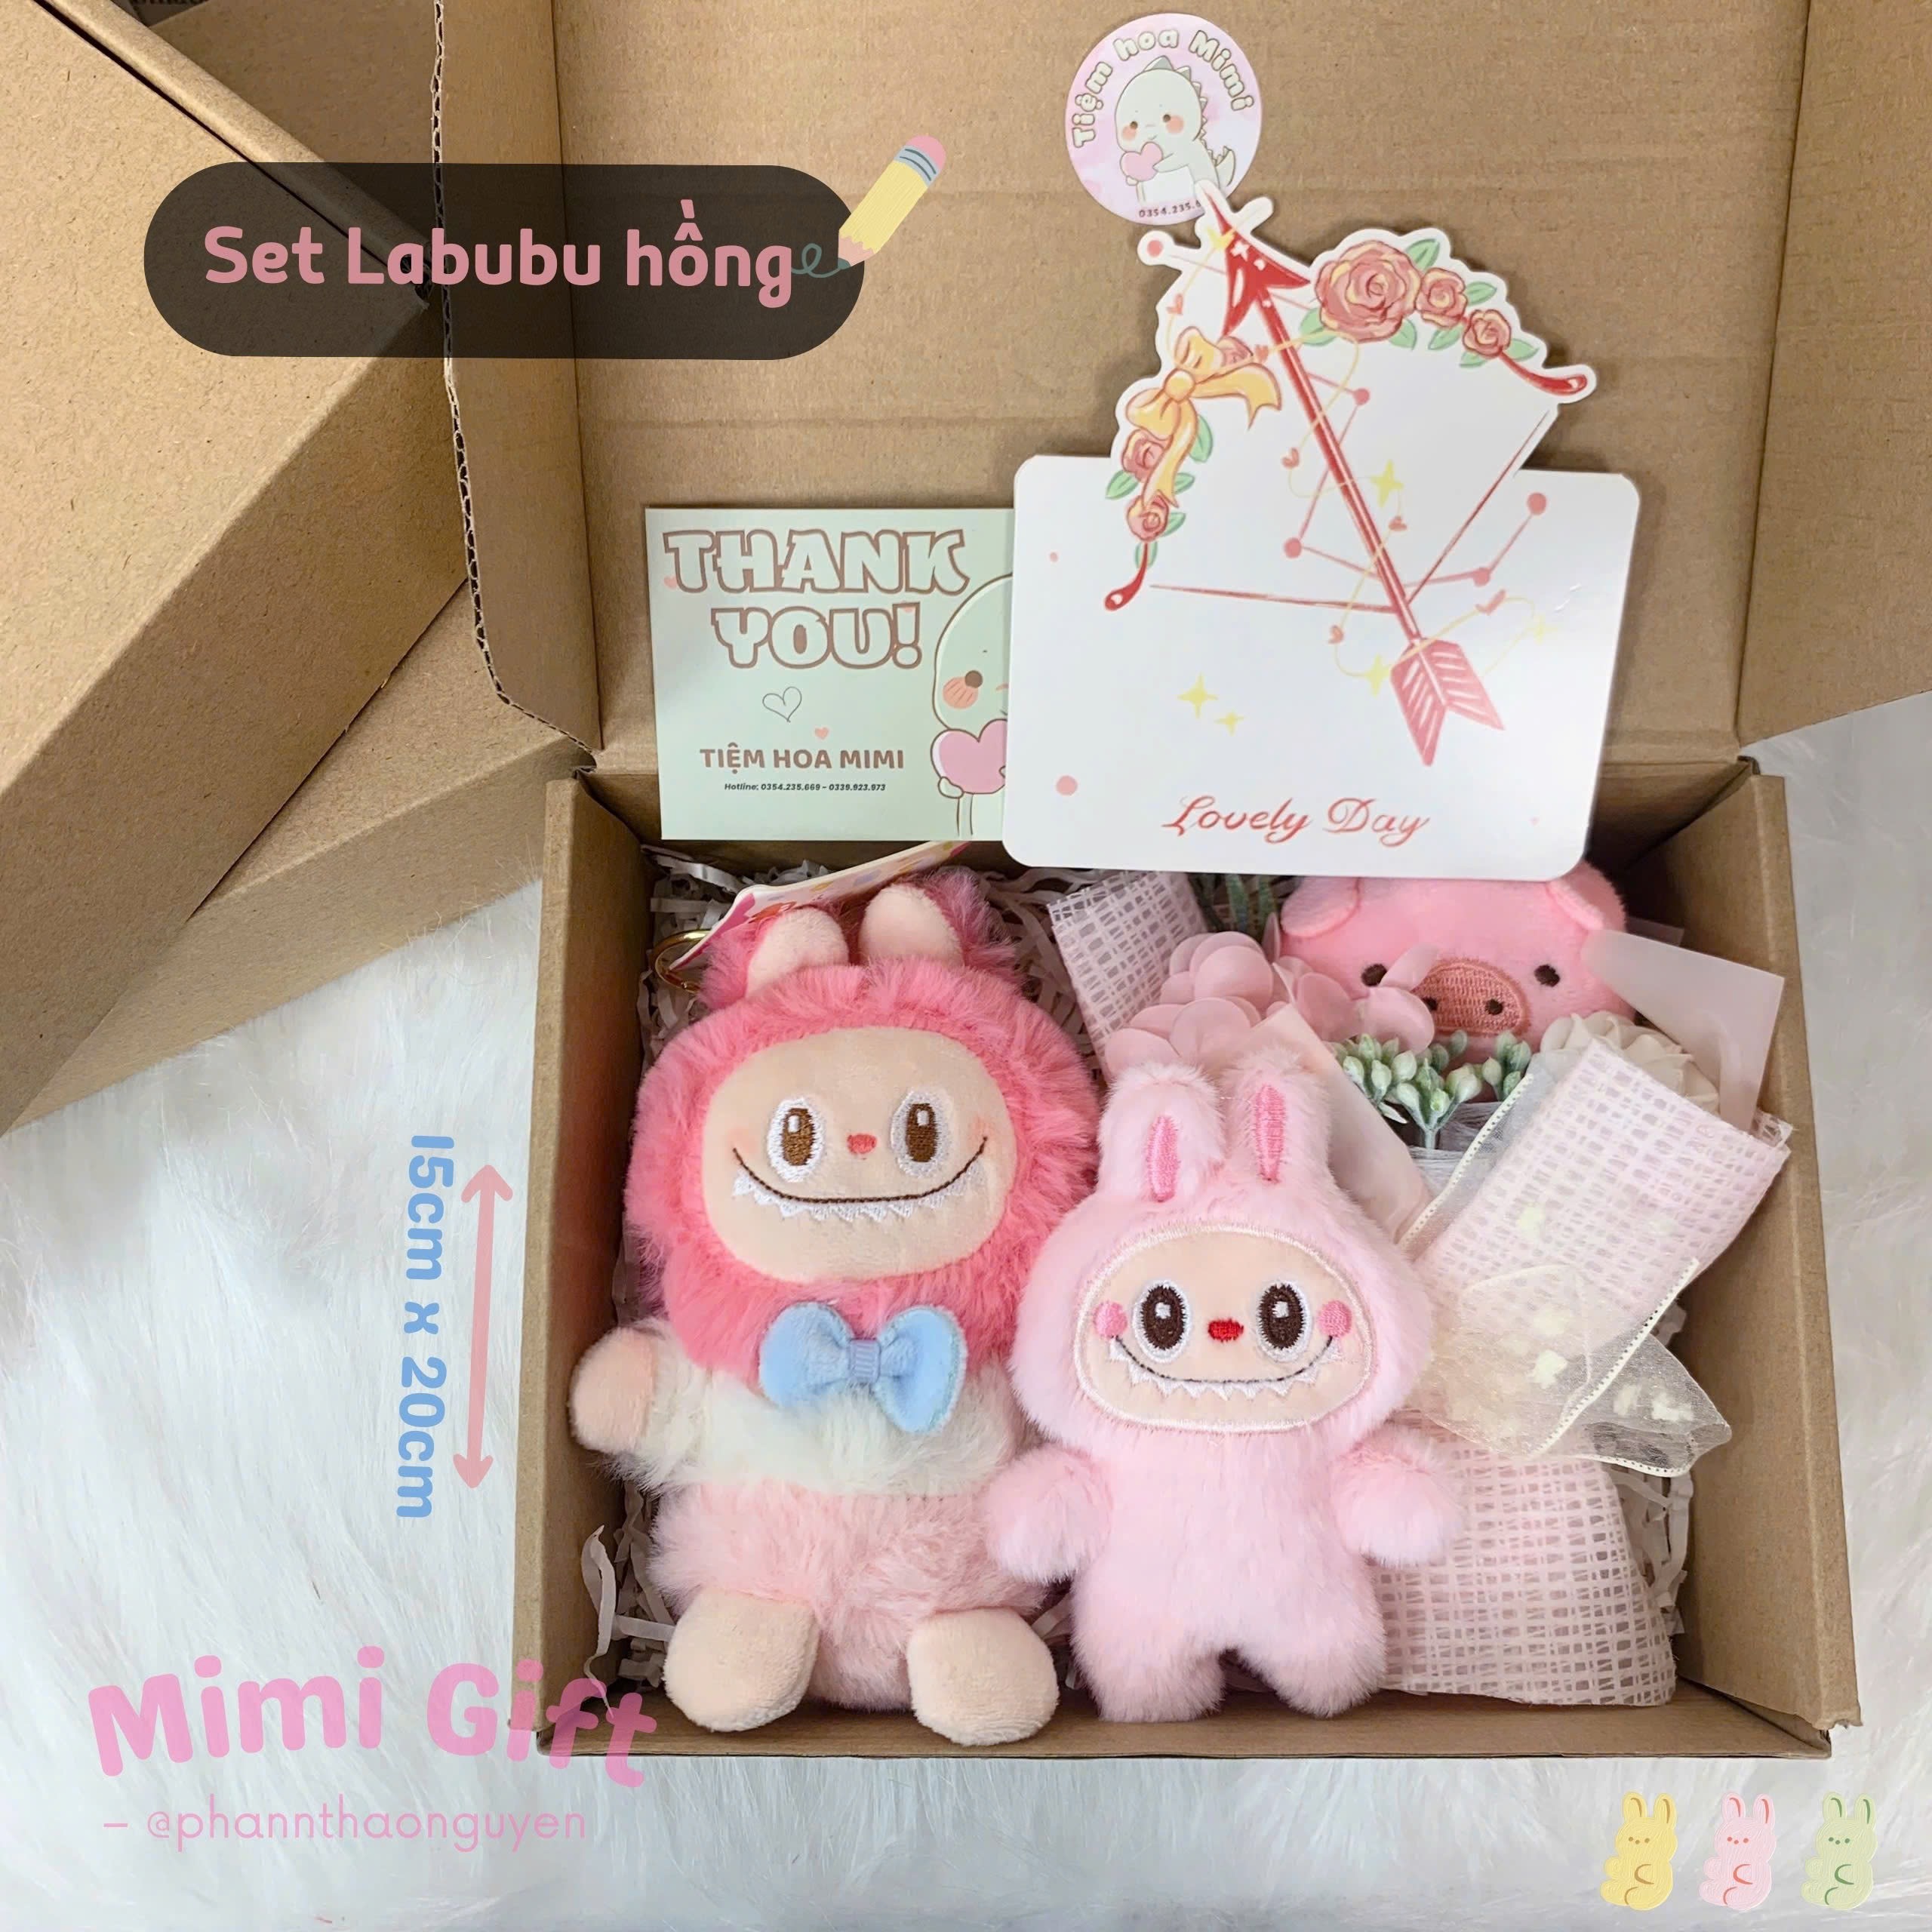 Tiệm hoa Mimi
Set Labubu hồng
THANK
YOU!
TIỆM HOA MIMI
Hotline: 0354.235.669 - 0339.923.973
Lovely Day
15cm x 20cm
Mimi Gift
- @phannthaonguyen